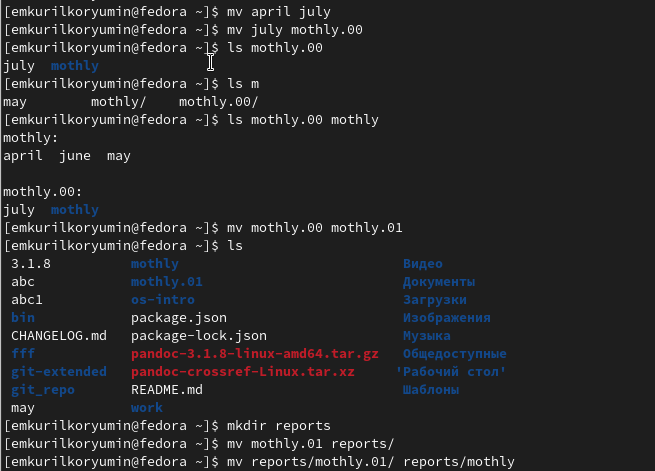 [emkurilkoryumin@fedora ~]$ mv april july
[emkurilkoryumin@fedora ~]$ mv july mothly.00
[emkurilkoryumin@fedora ~]$ ls mothly.00
july  mothly
[emkurilkoryumin@fedora ~]$ ls m
may        mothly/    mothly.00/
[emkurilkoryumin@fedora ~]$ ls mothly.00 mothly
mothly:
april  june  may

mothly.00:
july  mothly
[emkurilkoryumin@fedora ~]$ mv mothly.00 mothly.01
[emkurilkoryumin@fedora ~]$ ls
3.1.8         mothly                           Видео
abc           mothly.01                        Документы
abc1          os-intro                         Загрузки
bin           package.json                     Изображения
CHANGELOG.md  package-lock.json                Музыка
fff           pandoc-3.1.8-linux-amd64.tar.gz  Общедоступные
git-extended  pandoc-crossref-Linux.tar.xz    'Рабочий стол'
git_repo      README.md                        Шаблоны
may           work
[emkurilkoryumin@fedora ~]$ mkdir reports
[emkurilkoryumin@fedora ~]$ mv mothly.01 reports/
[emkurilkoryumin@fedora ~]$ mv reports/mothly.01/ reports/mothly